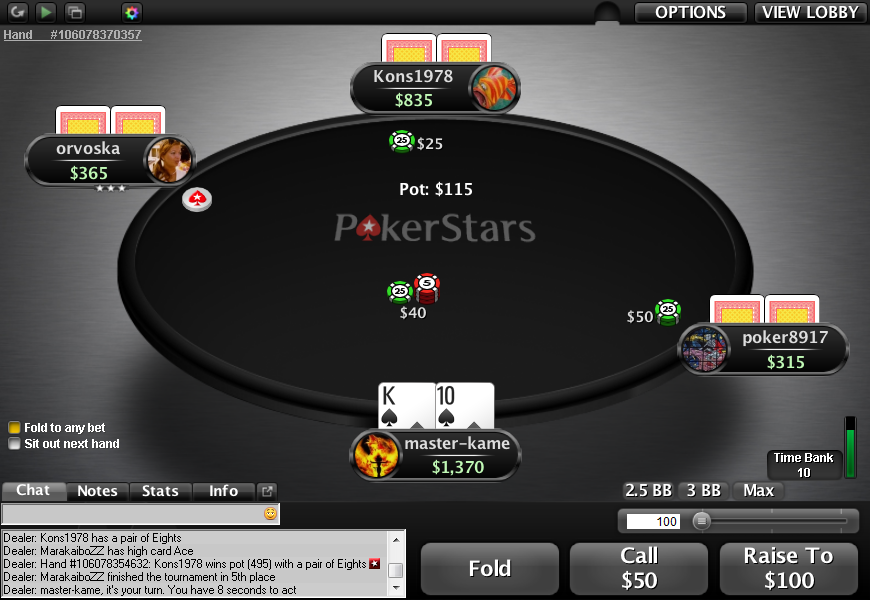 OPTIONS
VIEW LOBBY
Hand #106078370357
Kons1978
$835
orvoska
$365
25
$25
Pot: $115
PokerStars
25
5
$40
$50
25
poker8917
$315
K
10
master-kame
$1,370
Fold to any bet
Sit out next hand
Time Bank
10
Chat
Notes
Stats
Info
2.5 BB
3 BB
Max
100
Dealer: Kons1978 has a pair of Eights
Dealer: MarakaiboZZ has high card Ace
Dealer: Hand #106078354632: Kons1978 wins pot (495) with a pair of Eights
Dealer: MarakaiboZZ finished the tournament in 5th place
Dealer: master-kame, it's your turn. You have 8 seconds to act
Fold
Call
$50
Raise To
$100